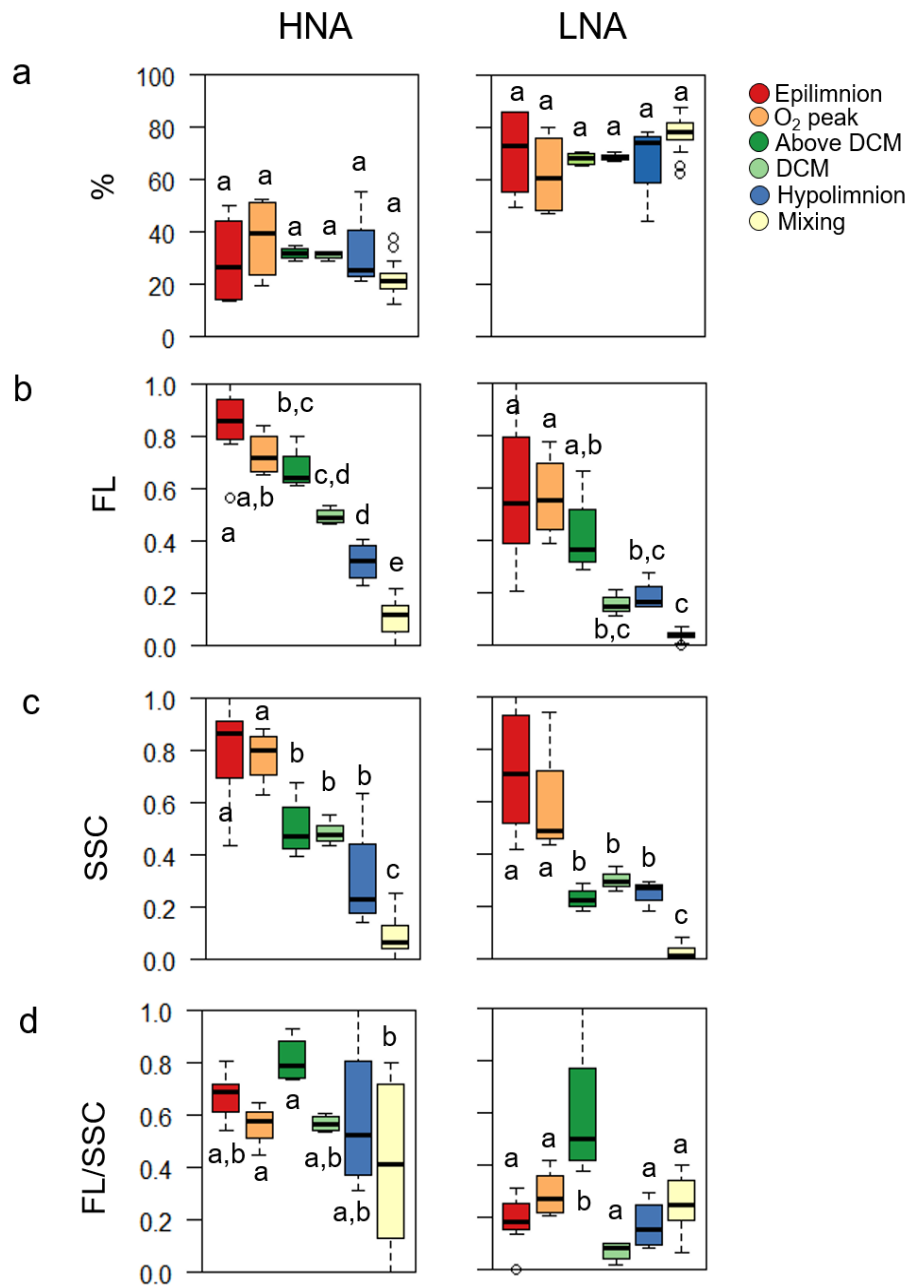 HNA LNA
a
100
80
60
40
20
0
%
a a a a a a
a a a a a a
Epilimnion
O₂ peak
Above DCM
DCM
Hypolimnion
Mixing
b
1.0
0.8
0.6
0.4
0.2
0.0
FL
a a,b b,c c,d d e
a a a,b b,c b,c c
c
1.0
0.8
0.6
0.4
0.2
0.0
SSC
a a b b b c
a a b b b c
d
1.0
0.8
0.6
0.4
0.2
0.0
FL/SSC
a,b a a a,b a,b b
a a b a a a